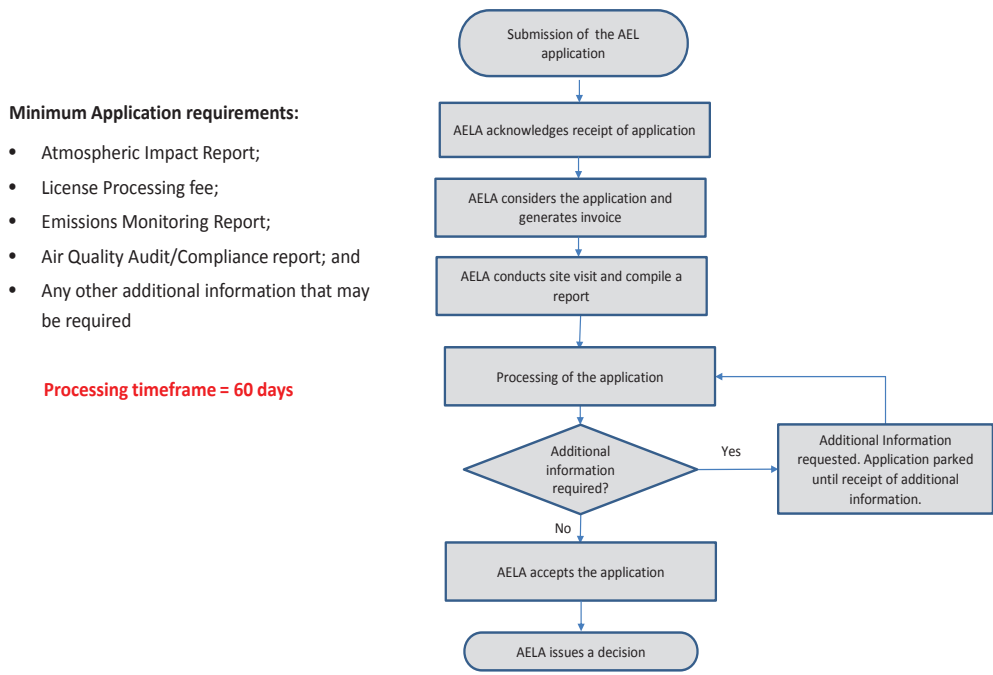 Minimum Application requirements:
• Atmospheric Impact Report;
• License Processing fee;
• Emissions Monitoring Report;
• Air Quality Audit/Compliance report; and
• Any other additional information that may
be required
Processing timeframe = 60 days
Submission of the AEL
application
AELA acknowledges receipt of application
AELA considers the application and
generates invoice
AELA conducts site visit and compile a
report
Processing of the application
Additional
information
required?
Yes
Additional Information
requested. Application parked
until receipt of additional
information.
No
AELA accepts the application
AELA issues a decision